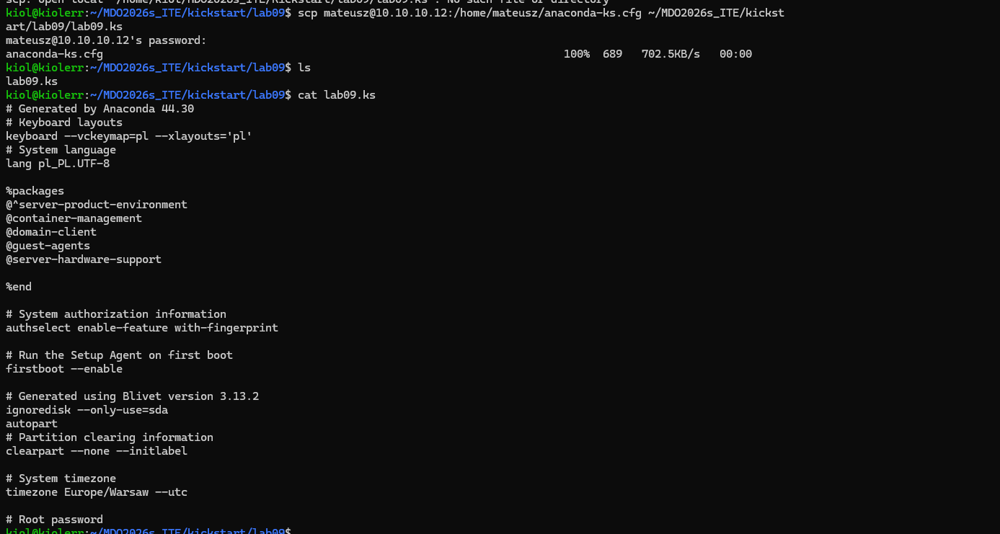 scp: open local "/home/kiol/MDO2026s_ITE/kickstart/lab09/lab09.ks": No such file or directory
kiol@kiolerr:~/MDO2026s_ITE/kickstart/lab09$ scp mateusz@10.10.10.12:/home/mateusz/anaconda-ks.cfg ~/MDO2026s_ITE/kickst
art/lab09/lab09.ks
mateusz@10.10.10.12's password:
anaconda-ks.cfg 100% 689 702.5KB/s 00:00
kiol@kiolerr:~/MDO2026s_ITE/kickstart/lab09$ ls
lab09.ks
kiol@kiolerr:~/MDO2026s_ITE/kickstart/lab09$ cat lab09.ks
# Generated by Anaconda 44.30
# Keyboard layouts
keyboard --vckeymap=pl --xlayouts='pl'
# System language
lang pl_PL.UTF-8
%packages
@^server-product-environment
@container-management
@domain-client
@guest-agents
@server-hardware-support
%end
# System authorization information
authselect enable-feature with-fingerprint
# Run the Setup Agent on first boot
firstboot --enable
# Generated using Blivet version 3.13.2
ignoredisk --only-use=sda
autopart
# Partition clearing information
clearpart --none --initlabel
# System timezone
timezone Europe/Warsaw --utc
# Root password
kiol@kiolerr:~/MDO2026s_ITE/kickstart/lab09$